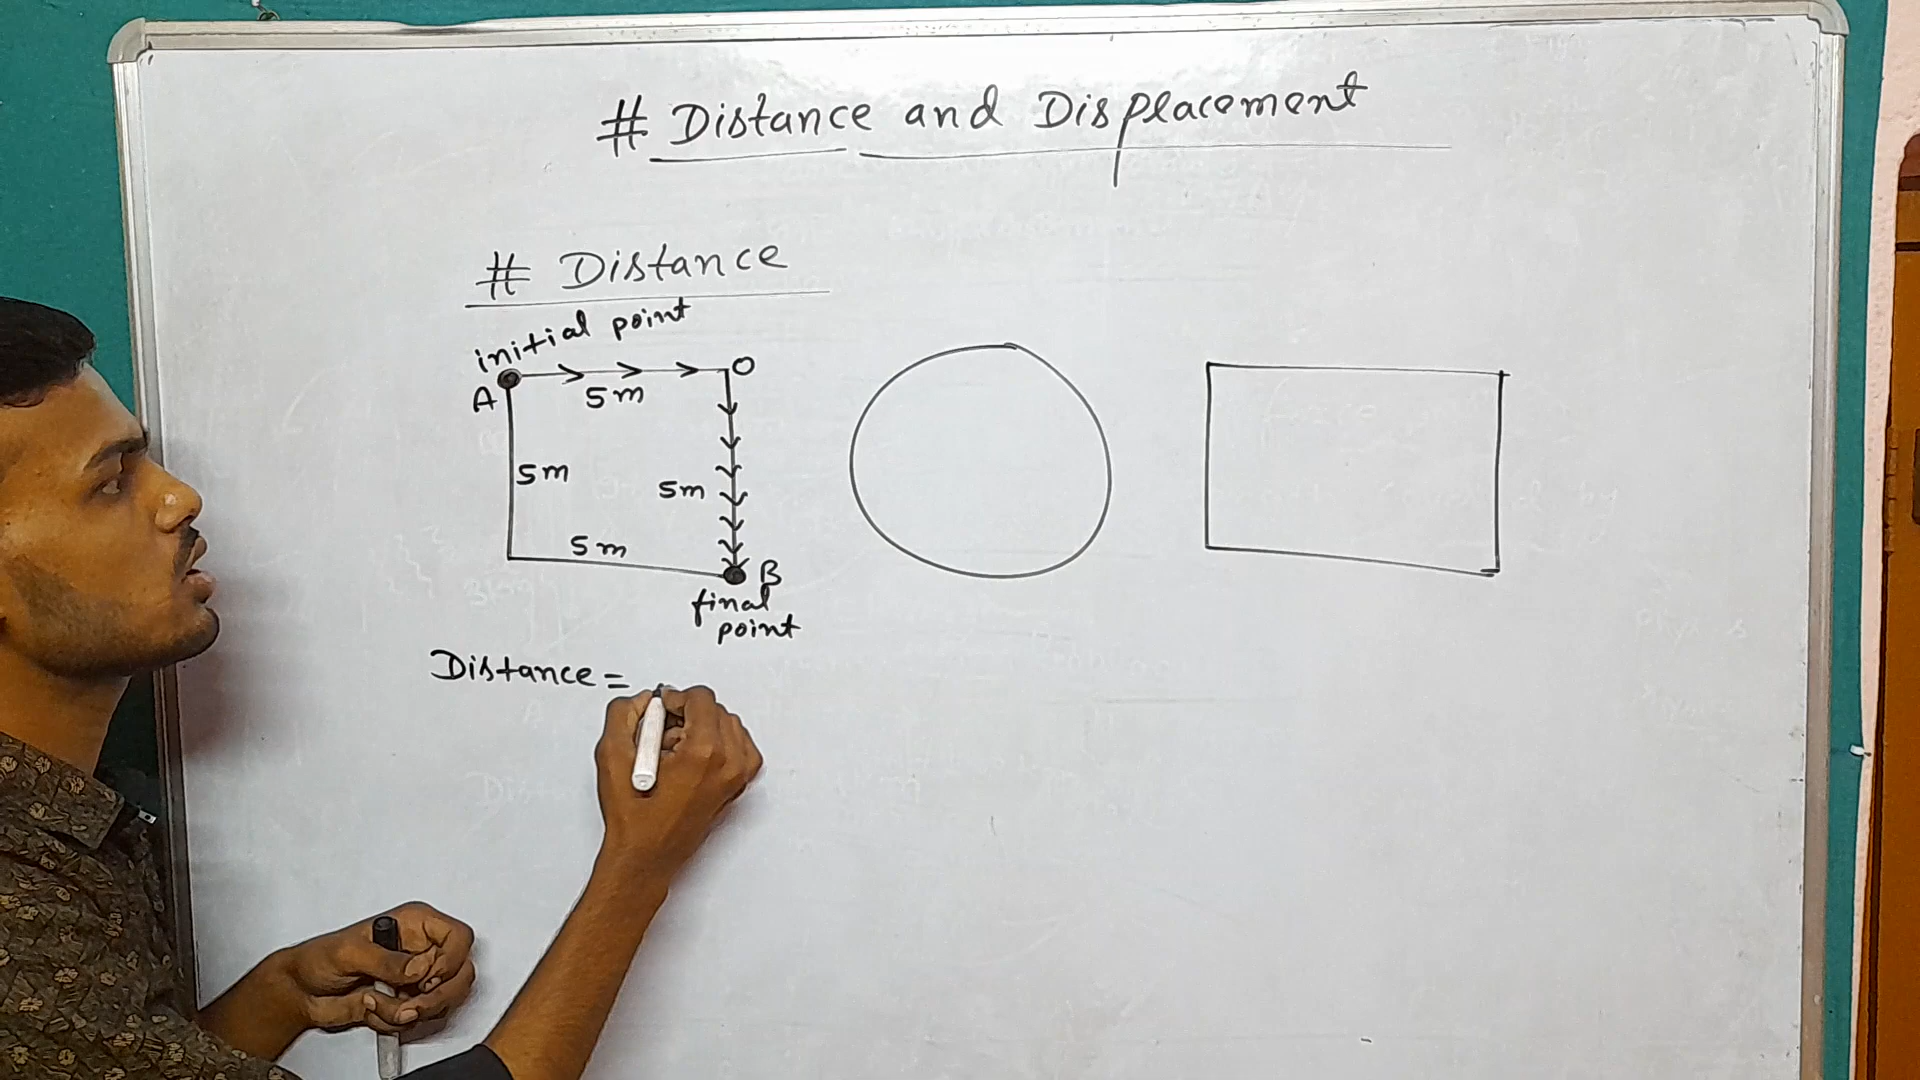 # Distance and Displacement
# Distance
initial point
A
O
5m
5m
5m
5m
B
final
point
Distance =